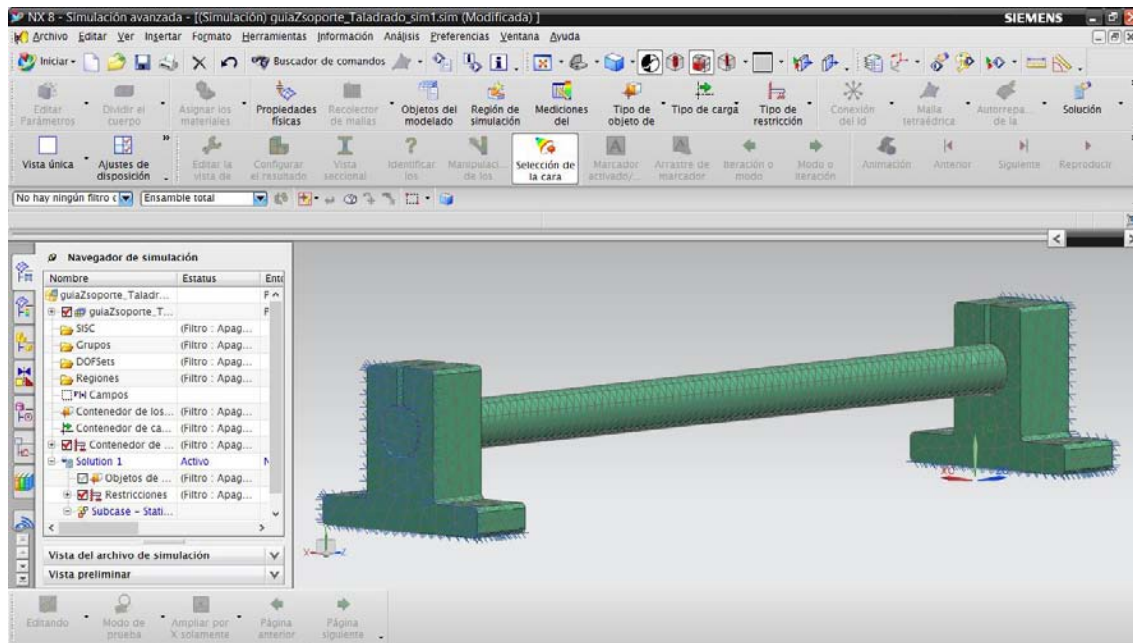 NX 8 - Simulación avanzada - [(Simulación) guiaZsoporte_Taladrado_sim1.sim (Modificada) ] SIEMENS
Archivo Editar Ver Insertar Formato Herramientas Información Análisis Preferencias Ventana Ayuda
Iniciar Buscador de comandos
Editar Parámetros
Dividir el cuerpo
Asignar los materiales
Propiedades físicas
Recolector de mallas
Objetos del modelado
Región de simulación
Mediciones del
Tipo de objeto de
Tipo de carga
Tipo de restricción
Conexión del 1d
Malla tetraédrica
Autorrepa... de la
Solución
Vista única
Ajustes de disposición
Editar la vista de
Configurar el resultado
Vista seccional
Identificar los
Manipulaci... de los
Selección de la cara
Marcador activado/...
Arrastre de marcador
Iteración o modo
Modo o iteración
Animación
Anterior
Siguiente
Reproducir
No hay ningún filtro c Ensamble total
Navegador de simulación
Nombre Estatus Ento
guiaZsoporte_Taladr... F
guiaZsoporte_T... F
SISC (Filtro : Apag...
Grupos (Filtro : Apag...
DOFSets (Filtro : Apag...
Regiones (Filtro : Apag...
Campos
Contenedor de los... (Filtro : Apag...
Contenedor de ca... (Filtro : Apag...
Contenedor de ... (Filtro : Apag...
Solution 1 Activo N
Objetos de ... (Filtro : Apag...
Restricciones (Filtro : Apag...
Subcase - Stati...
Vista del archivo de simulación
Vista preliminar
X Z
XC
Editando
Modo de prueba
Ampliar por X solamente
Página anterior
Página siguiente